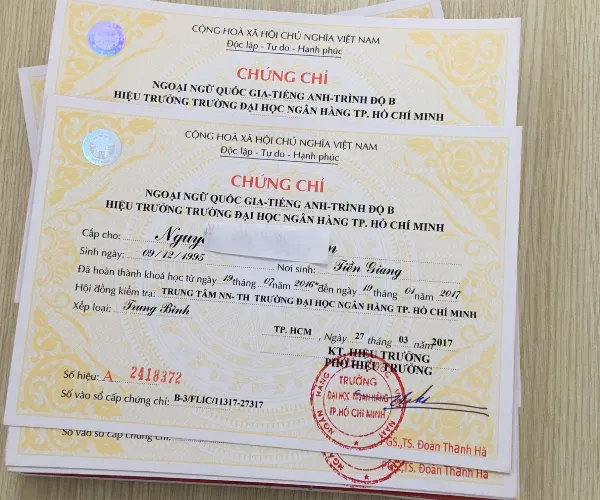 CỘNG HOÀ XÃ HỘI CHỦ NGHĨA VIỆT NAM
Độc lập - Tự do - Hạnh phúc
CHỨNG CHỈ
NGOẠI NGỮ QUỐC GIA-TIẾNG ANH-TRÌNH ĐỘ B
HIỆU TRƯỞNG TRƯỜNG ĐẠI HỌC NGÂN HÀNG TP. HỒ CHÍ MINH
CỘNG HOÀ XÃ HỘI CHỦ NGHĨA VIỆT NAM
Độc lập - Tự do - Hạnh phúc
CHỨNG CHỈ
NGOẠI NGỮ QUỐC GIA-TIẾNG ANH-TRÌNH ĐỘ B
HIỆU TRƯỞNG TRƯỜNG ĐẠI HỌC NGÂN HÀNG TP. HỒ CHÍ MINH
Cấp cho:
Sinh ngày: 09/12/1995 Nơi sinh: Tiền Giang
Đã hoàn thành khoá học từ ngày 19 tháng 07 năm 2016 đến ngày 19 tháng 01 năm 2017
Hội đồng kiểm tra: TRUNG TÂM NN- TH TRƯỜNG ĐẠI HỌC NGÂN HÀNG TP. HỒ CHÍ MINH
Xếp loại: Trung Bình
TP. HCM , Ngày 27 tháng 03 năm 2017
KT. HIỆU TRƯỞNG
PHÓ HIỆU TRƯỞNG
TRƯỜNG
ĐẠI HỌC NGÂN HÀNG
TP.HỒ CHÍ MINH
Số hiệu: A 2418372
Số vào sổ cấp chứng chỉ: B-3/FLIC/11317-27317
PGS.,TS. Đoàn Thanh Hà
Số vào sổ cấp chứng chỉ:
PGS.,TS. Đoàn Thanh Hà